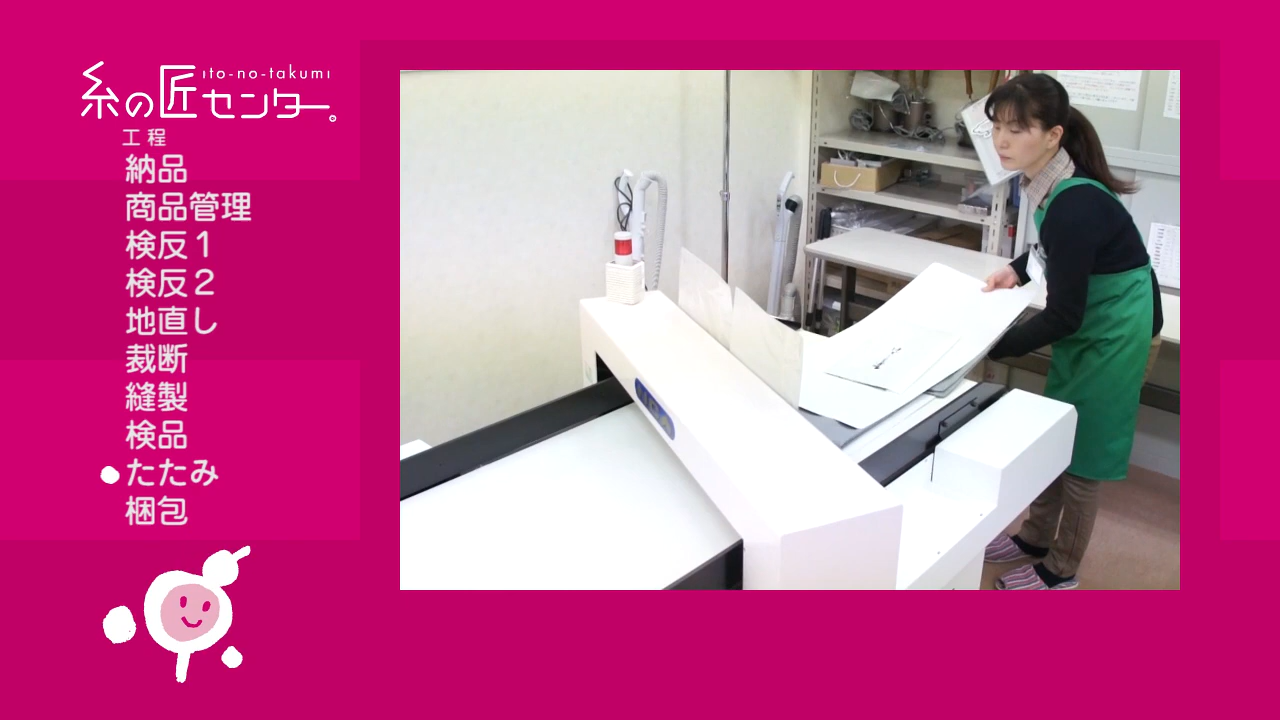 ito-no-takumi
糸の匠センター。
工程
納品
商品管理
検反１
検反２
地直し
裁断
縫製
検品
たたみ
梱包